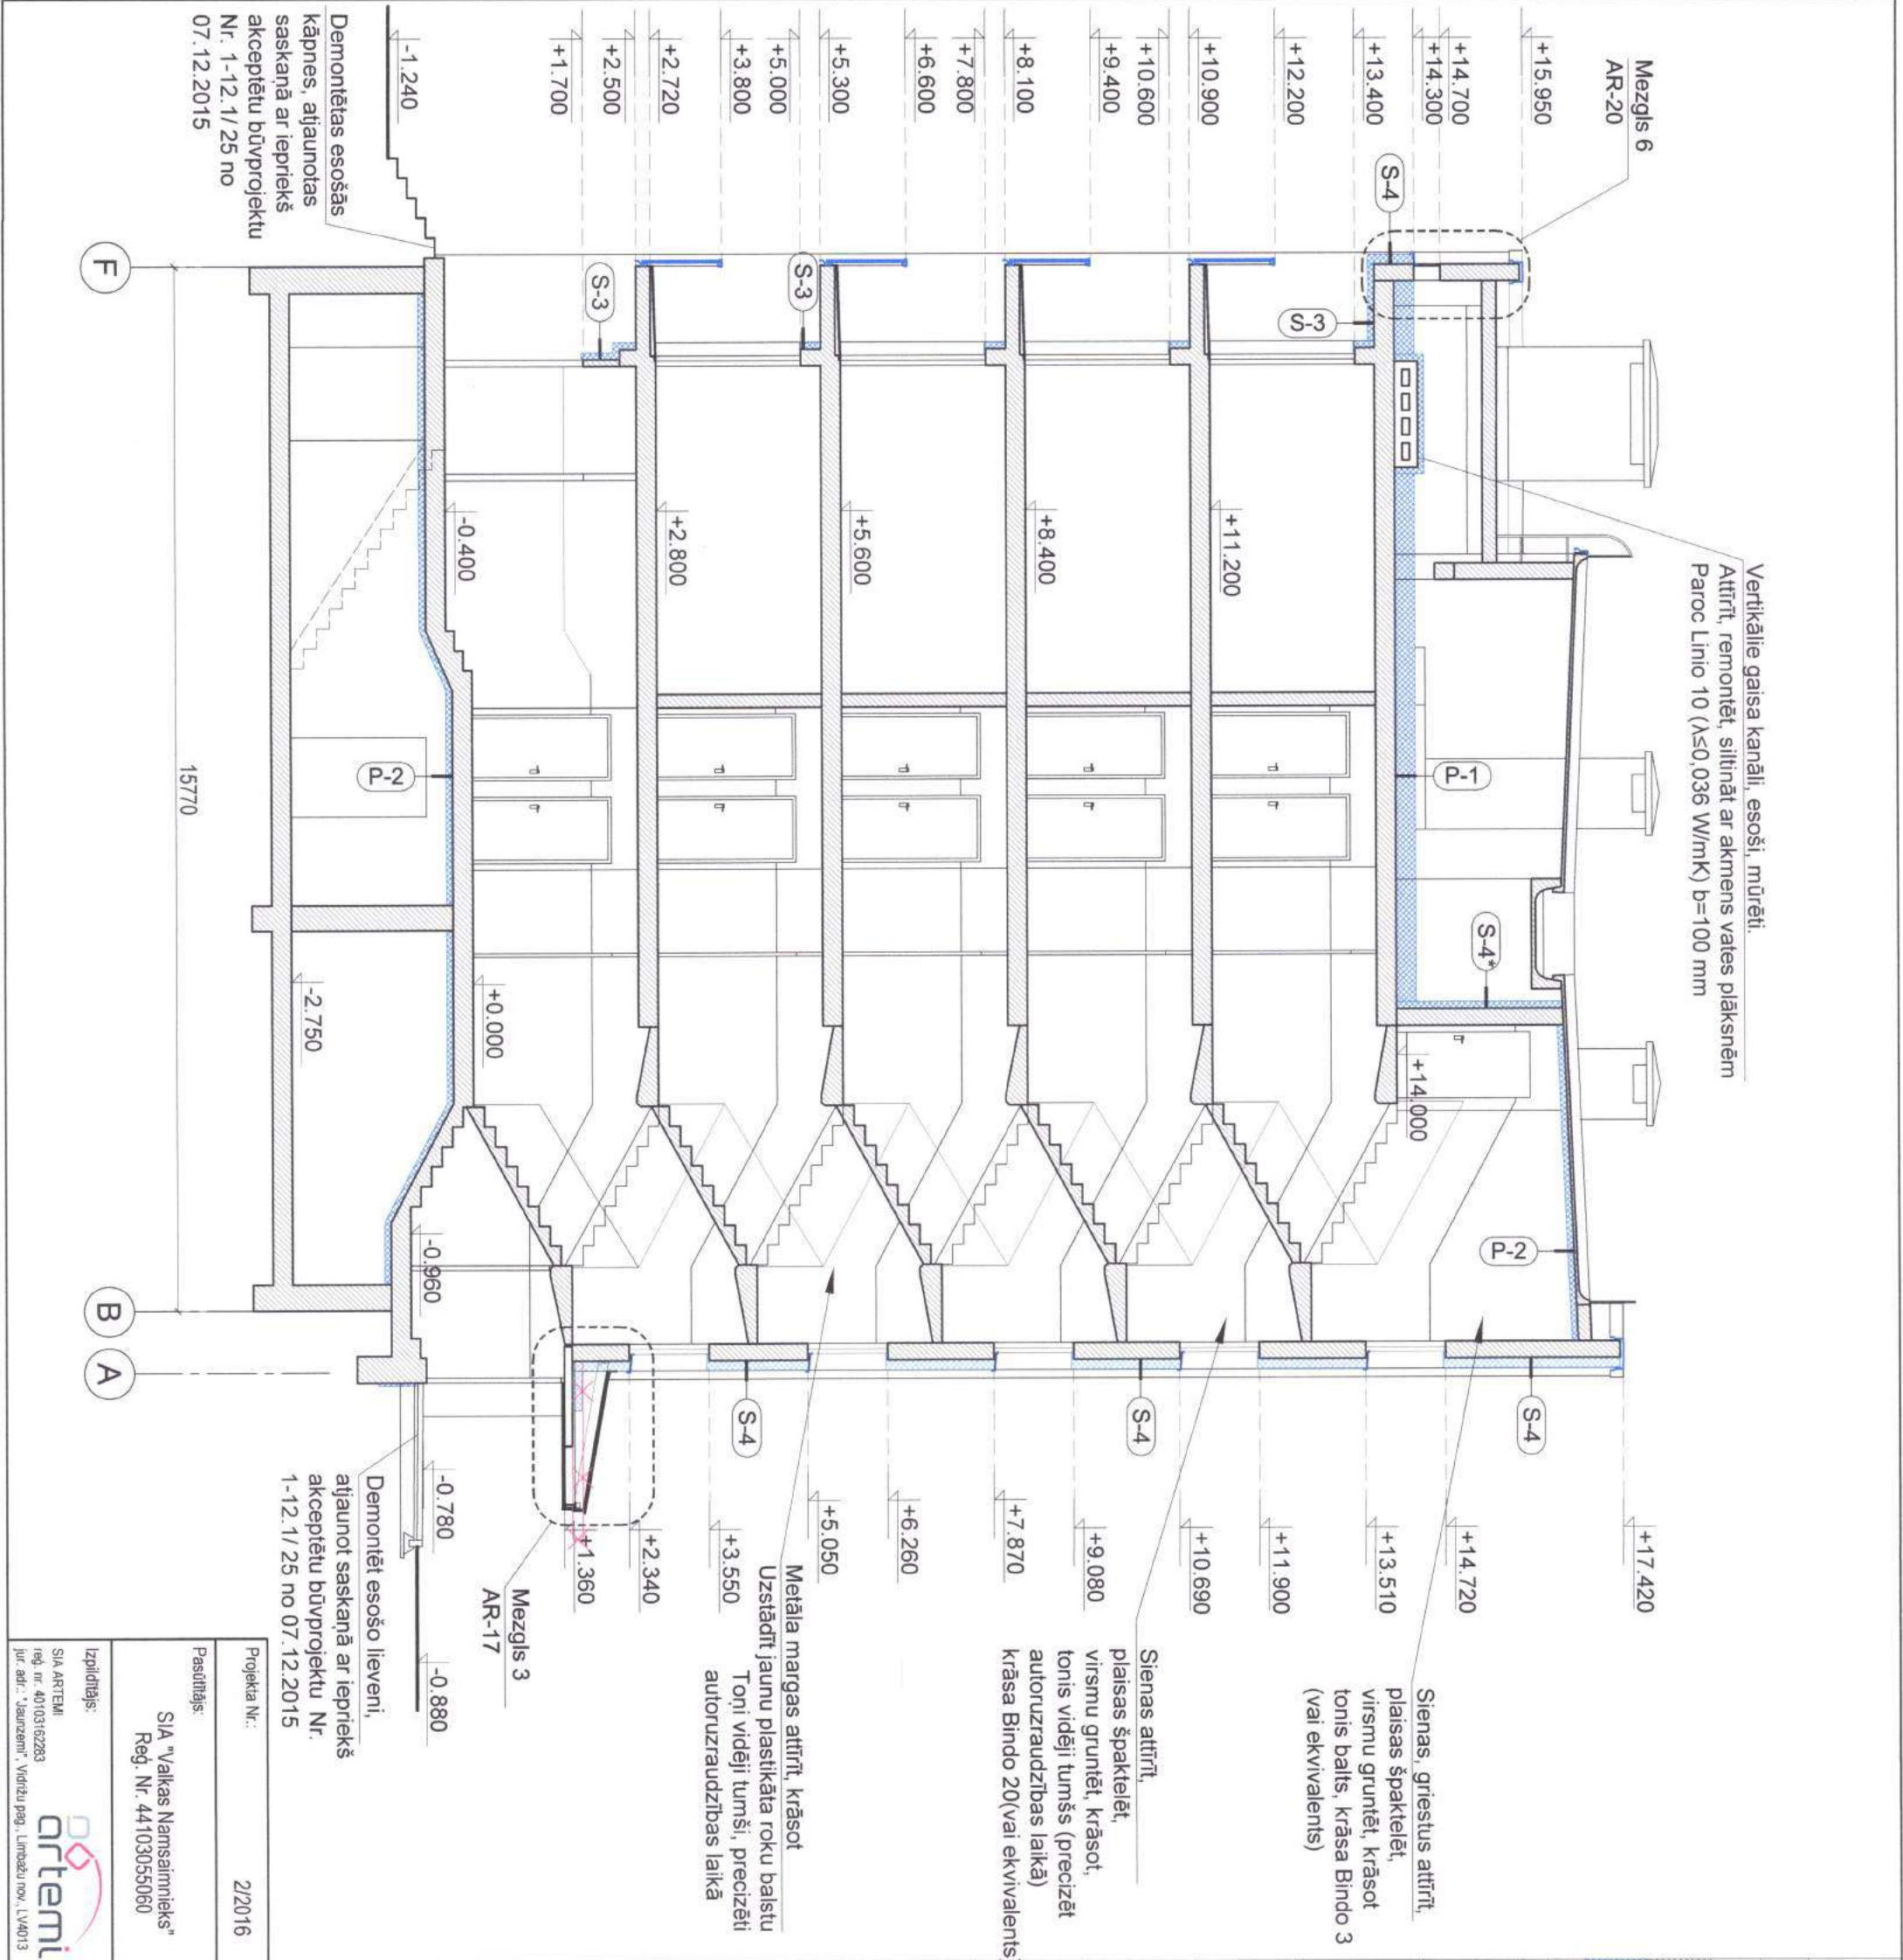 Mezgls 6
AR-20
+15.950
+14.700
+14.300
+13.400
+12.200
+10.900
+10.600
+9.400
+8.100
+7.800
+6.600
+5.300
+5.000
+3.800
+2.720
+2.500
+1.700
-1.240
Demontētas esošās
kāpnes, atjaunotas
saskaņā ar iepriekš
akceptētu būvprojektu
Nr. 1-12.1/ 25 no
07.12.2015
Vertikālie gaisa kanāli, esoši, mūrēti.
Attīrīt, remontēt, siltināt ar akmens vates plāksnēm
Paroc Linio 10 (λ≤0,036 W/mK) b=100 mm
S-4
S-3
S-3
S-3
P-1
S-4*
P-2
P-2
+14.000
+11.200
+8.400
+5.600
+2.800
-0.400
+0.000
-0.960
-2.750
15770
F
B
A
S-4
S-4
S-4
+17.420
+14.720
+13.510
+11.900
+10.690
+9.080
+7.870
+6.260
+5.050
+3.550
+2.340
+1.360
-0.780
-0.880
Sienas, griestus attīrīt,
plaisas špaktelēt,
virsmu gruntēt, krāsot
tonis balts, krāsa Bindo 3
(vai ekvivalents)
Sienas attīrīt,
plaisas špaktelēt,
virsmu gruntēt, krāsot,
tonis vidēji tumšs (precizēt
autoruzraudzības laikā)
krāsa Bindo 20(vai ekvivalents
Metāla margas attīrīt, krāsot
Uzstādīt jaunu plastikāta roku balstu
Toņi vidēji tumši, precizēti
autoruzraudzības laikā
Mezgls 3
AR-17
Demontēt esošo lieveni,
atjaunot saskaņā ar iepriekš
akceptētu būvprojektu Nr.
1-12.1/ 25 no 07.12.2015
Projekta Nr.:
2/2016
Pasūtītājs:
SIA "Valkas Namsaimnieks"
Reģ. Nr. 44103055060
Izpildītājs:
SIA ARTEMI
reģ. nr. 40103162283
jur. adr.: "Jaunzemi", Vidrižu pag., Limbažu nov., LV4013
artemi